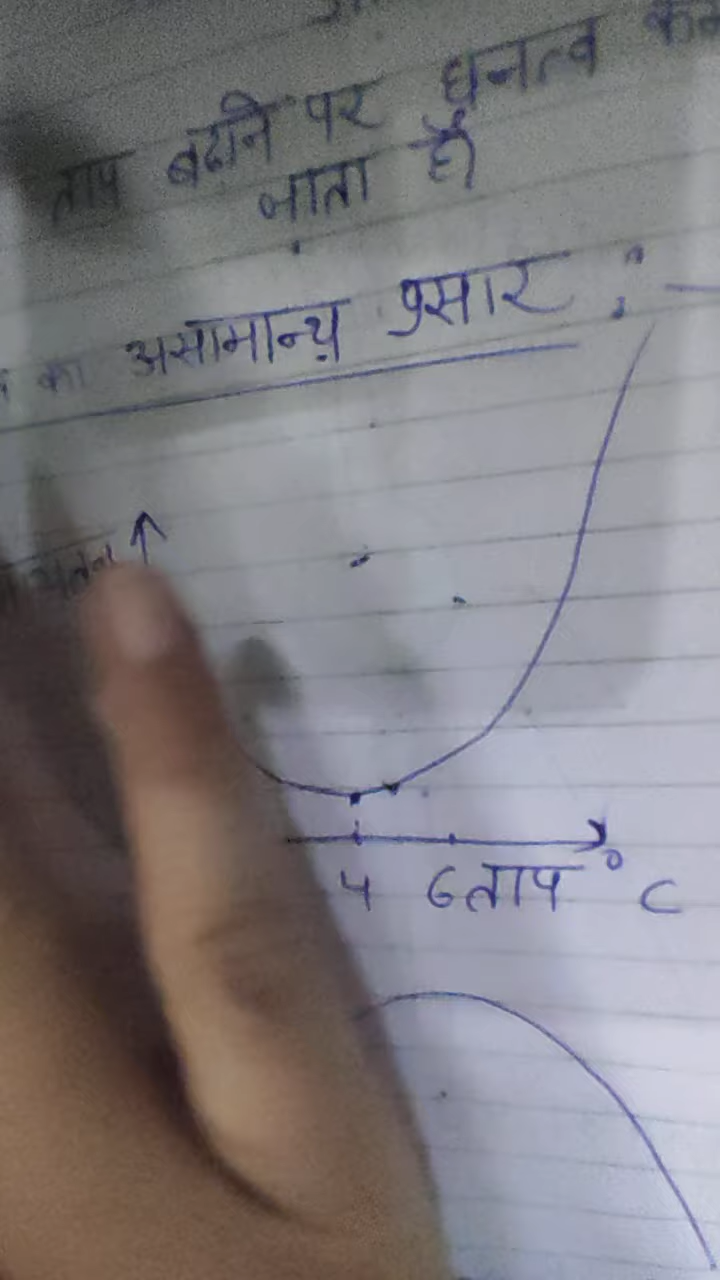 ताप बढाने पर घनत्व
जाता है।
का असामान्य प्रसार :-
4 6 ताप °C